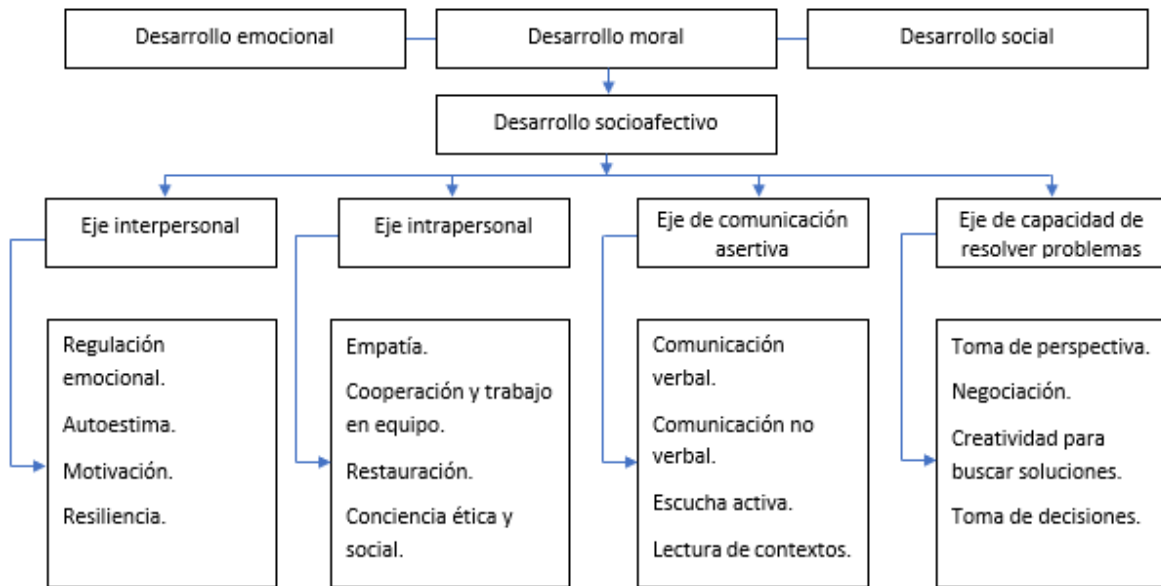 Desarrollo emocional
Desarrollo moral
Desarrollo social
Desarrollo socioafectivo
Eje interpersonal
Eje intrapersonal
Eje de comunicación
asertiva
Eje de capacidad de
resolver problemas
Regulación
emocional.
Autoestima.
Motivación.
Resiliencia.
Empatía.
Cooperación y trabajo
en equipo.
Restauración.
Conciencia ética y
social.
Comunicación
verbal.
Comunicación no
verbal.
Escucha activa.
Lectura de contextos.
Toma de perspectiva.
Negociación.
Creatividad para
buscar soluciones.
Toma de decisiones.